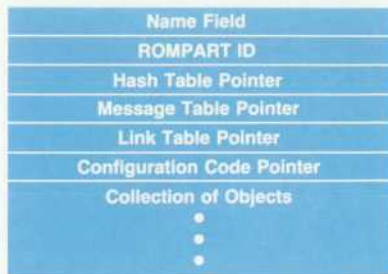 Name Field
ROMPART ID
Hash Table Pointer
Message Table Pointer
Link Table Pointer
Configuration Code Pointer
Collection of Objects